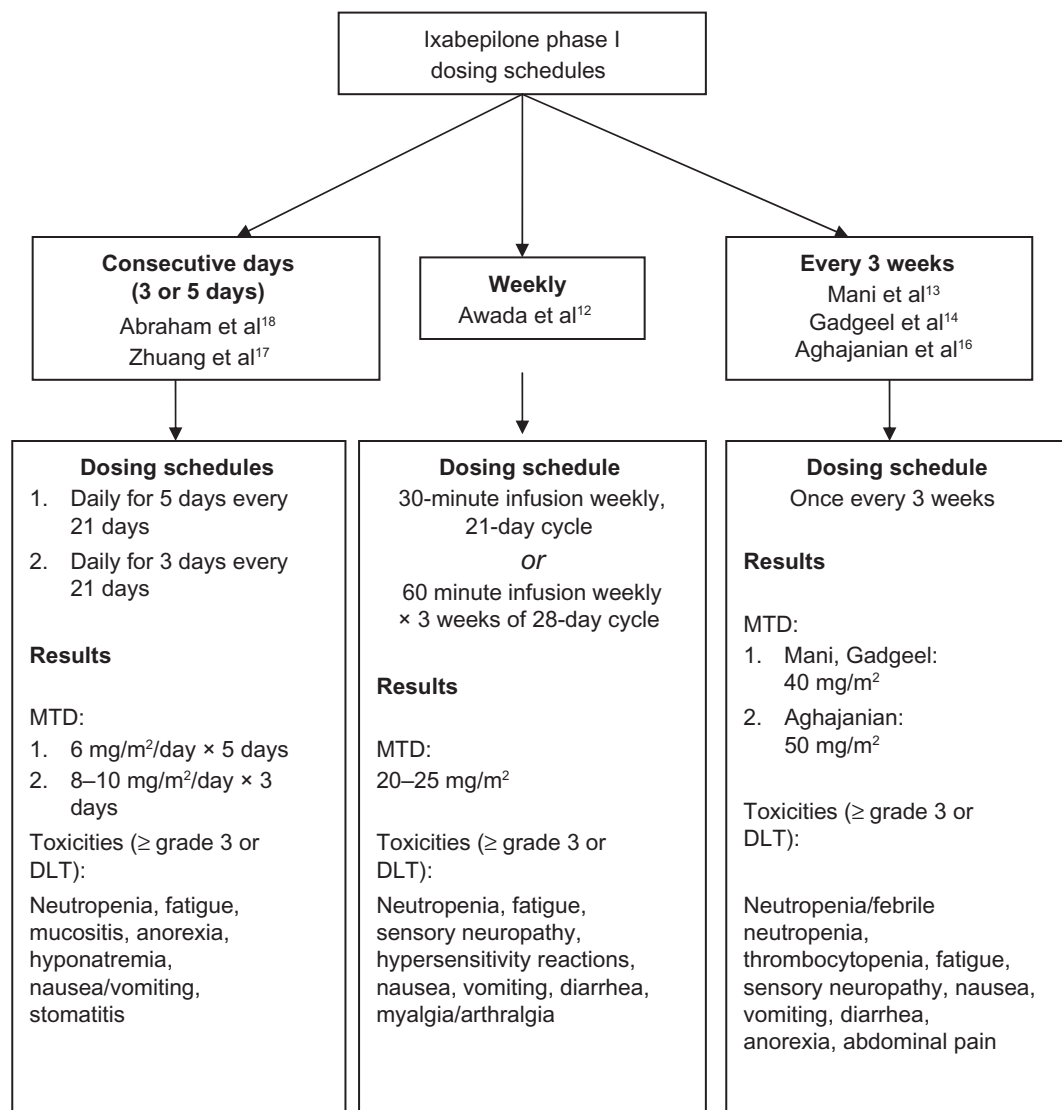 Ixabepilone phase I
dosing schedules
Consecutive days
(3 or 5 days)
Abraham et al18
Zhuang et al17
Weekly
Awada et al12
Every 3 weeks
Mani et al13
Gadgeel et al14
Aghajanian et al16
Dosing schedules
1. Daily for 5 days every
21 days
2. Daily for 3 days every
21 days
Results
MTD:
1. 6 mg/m2/day × 5 days
2. 8–10 mg/m2/day × 3
days
Toxicities (≥ grade 3 or
DLT):
Neutropenia, fatigue,
mucositis, anorexia,
hyponatremia,
nausea/vomiting,
stomatitis
Dosing schedule
30-minute infusion weekly,
21-day cycle
or
60 minute infusion weekly
× 3 weeks of 28-day cycle
Results
MTD:
20–25 mg/m2
Toxicities (≥ grade 3 or
DLT):
Neutropenia, fatigue,
sensory neuropathy,
hypersensitivity reactions,
nausea, vomiting, diarrhea,
myalgia/arthralgia
Dosing schedule
Once every 3 weeks
Results
MTD:
1. Mani, Gadgeel:
40 mg/m2
2. Aghajanian:
50 mg/m2
Toxicities (≥ grade 3 or
DLT):
Neutropenia/febrile
neutropenia,
thrombocytopenia, fatigue,
sensory neuropathy, nausea,
vomiting, diarrhea,
anorexia, abdominal pain